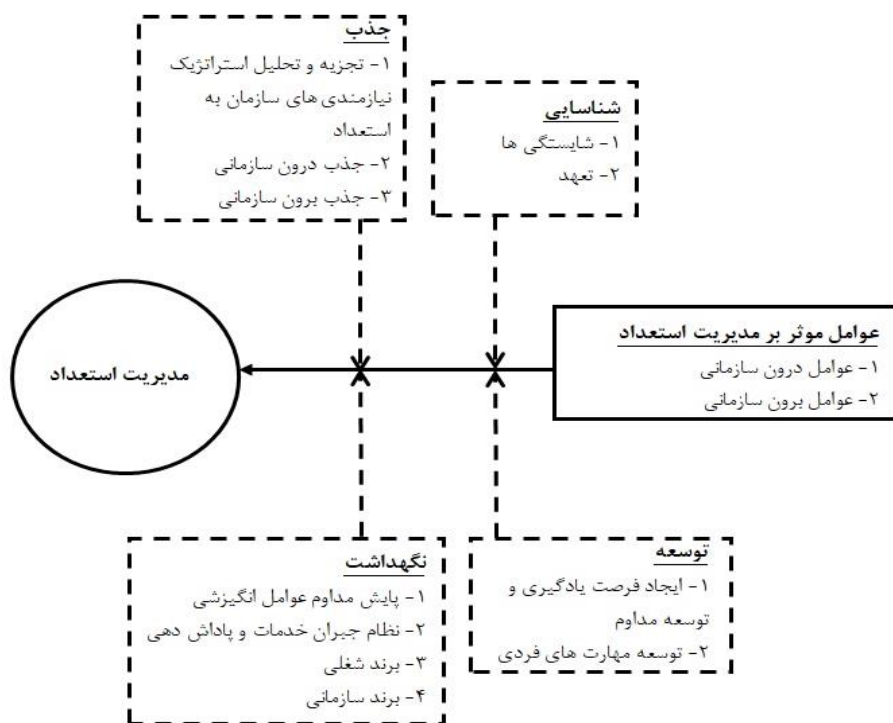 جذب
۱- تجزیه و تحلیل استراتژیک
نیازمندی های سازمان به
استعداد
۲- جذب درون سازمانی
۳- جذب برون سازمانی
شناسایی
۱- شایستگی ها
۲- تعهد
عوامل موثر بر مدیریت استعداد
۱- عوامل درون سازمانی
۲- عوامل برون سازمانی
مدیریت استعداد
توسعه
۱- ایجاد فرصت یادگیری و
توسعه مداوم
۲- توسعه مهارت های فردی
نگهداشت
۱- پایش مداوم عوامل انگیزشی
۲- نظام جبران خدمات و پاداش دهی
۳- برند شغلی
۴- برند سازمانی